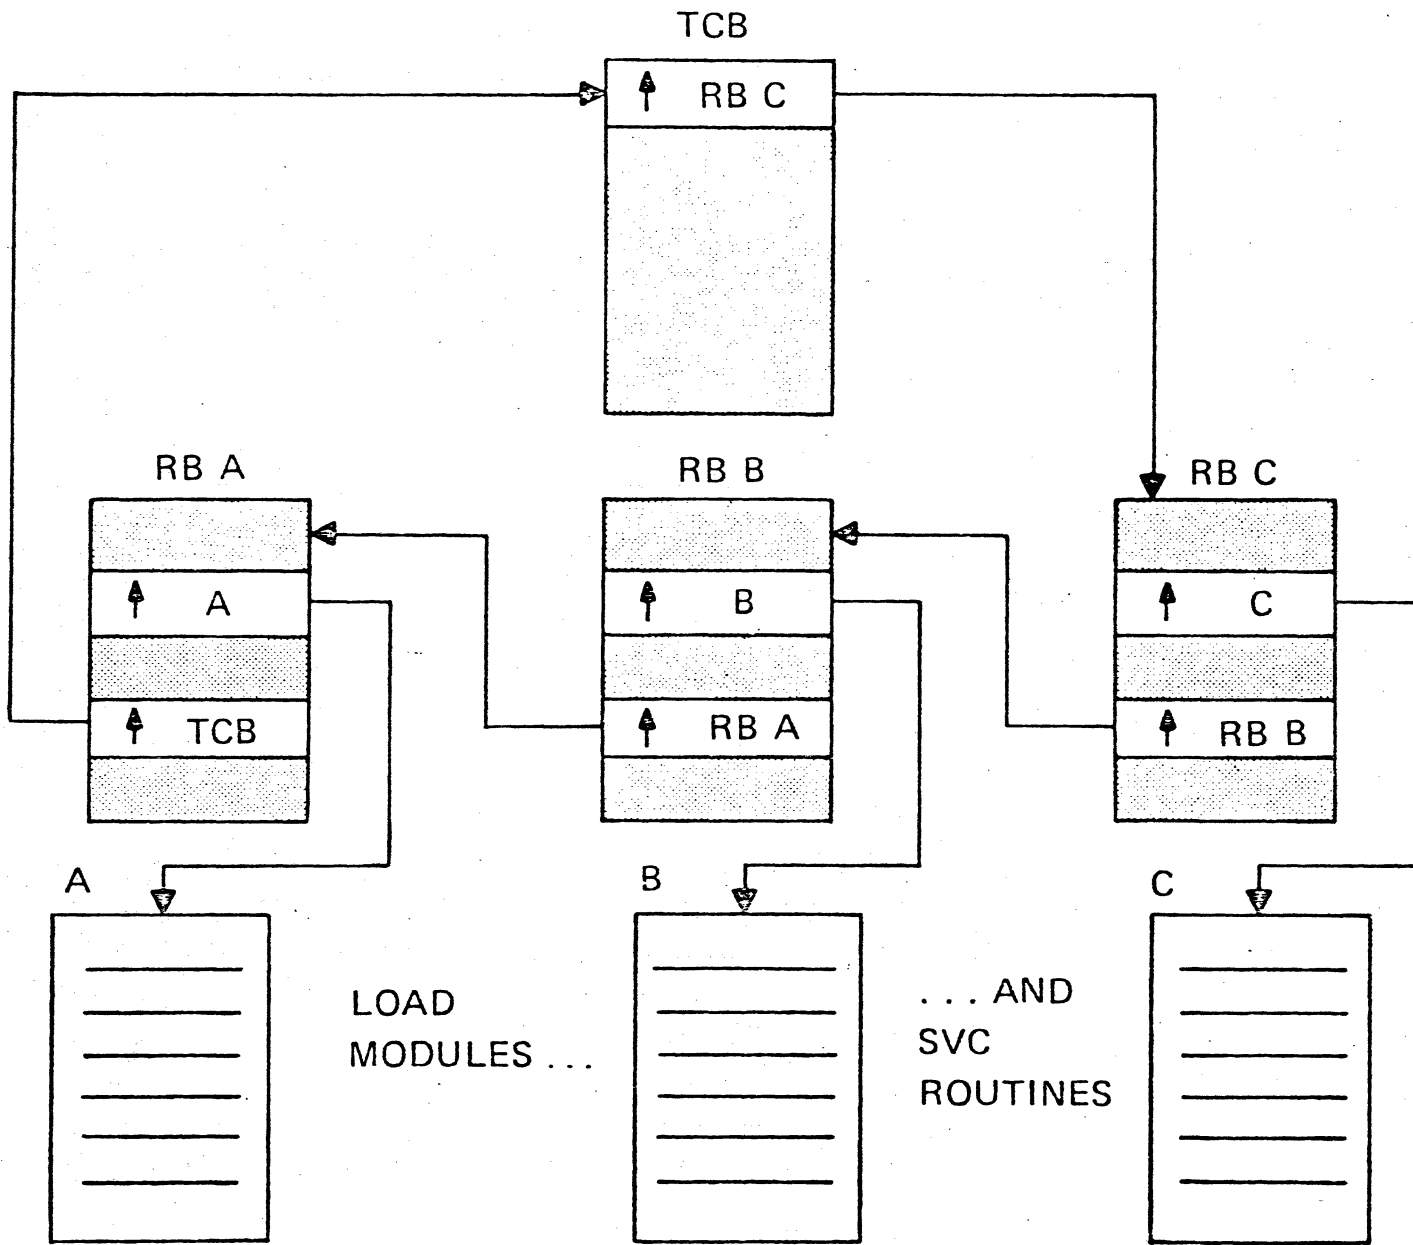 TCB
↑ RB C
RB A
RB B
RB C
↑ A
↑ B
↑ C
↑ TCB
↑ RB A
↑ RB B
A
B
C
LOAD
MODULES ...
... AND
SVC
ROUTINES